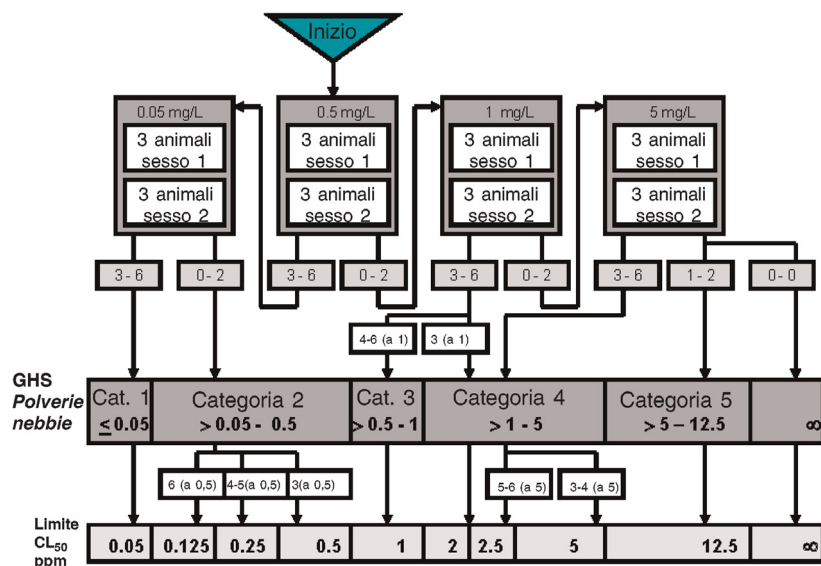 Inizio
0.05 mg/L 0.5 mg/L 1 mg/L 5 mg/L
3 animali 3 animali 3 animali 3 animali
sesso 1 sesso 1 sesso 1 sesso 1
3 animali 3 animali 3 animali 3 animali
sesso 2 sesso 2 sesso 2 sesso 2
3 - 6 0 - 2 3 - 6 0 - 2 3 - 6 0 - 2 3 - 6 1 - 2 0 - 0
4-6 (a 1) 3 (a 1)
GHS
Polverie
nebbie
Cat. 1 Categoria 2 Cat. 3 Categoria 4 Categoria 5
≤ 0.05 > 0.05 - 0.5 > 0.5 - 1 > 1 - 5 > 5 – 12.5 ∞
6 (a 0,5) 4-5(a 0,5) 3(a 0,5) 5-6 (a 5) 3-4 (a 5)
Limite
CL50
ppm
0.05 0.125 0.25 0.5 1 2 2.5 5 12.5 ∞